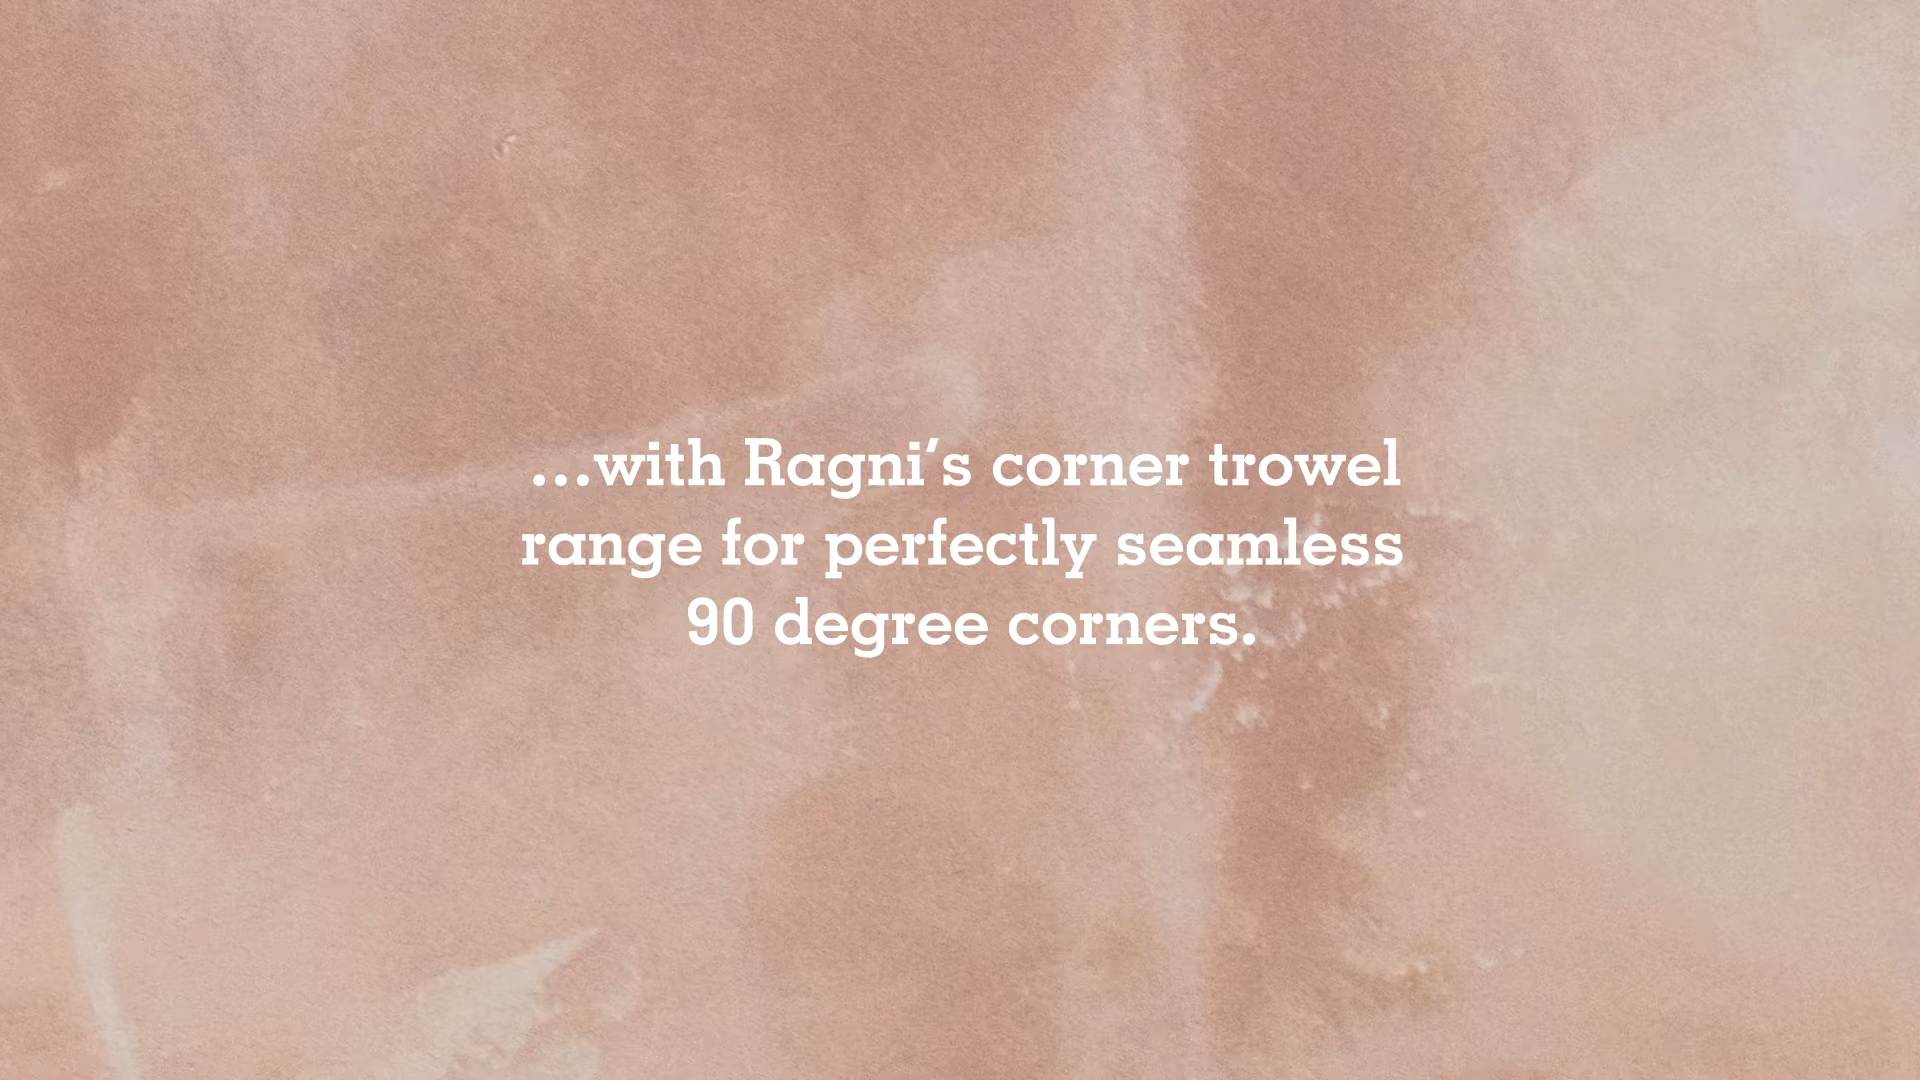 ...with Ragni’s corner trowel
range for perfectly seamless
90 degree corners.